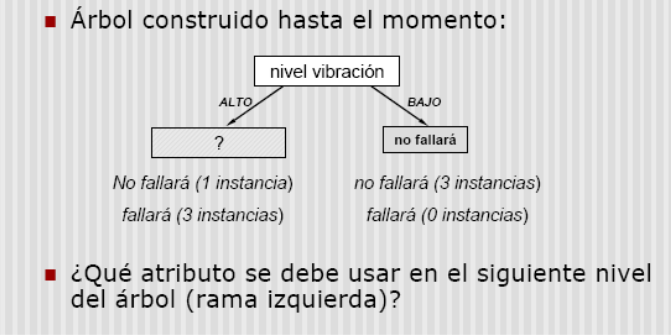 Árbol construido hasta el momento:
nivel vibración
ALTO BAJO
? no fallará
No fallará (1 instancia) no fallará (3 instancias)
fallará (3 instancias) fallará (0 instancias)
¿Qué atributo se debe usar en el siguiente nivel
del árbol (rama izquierda)?